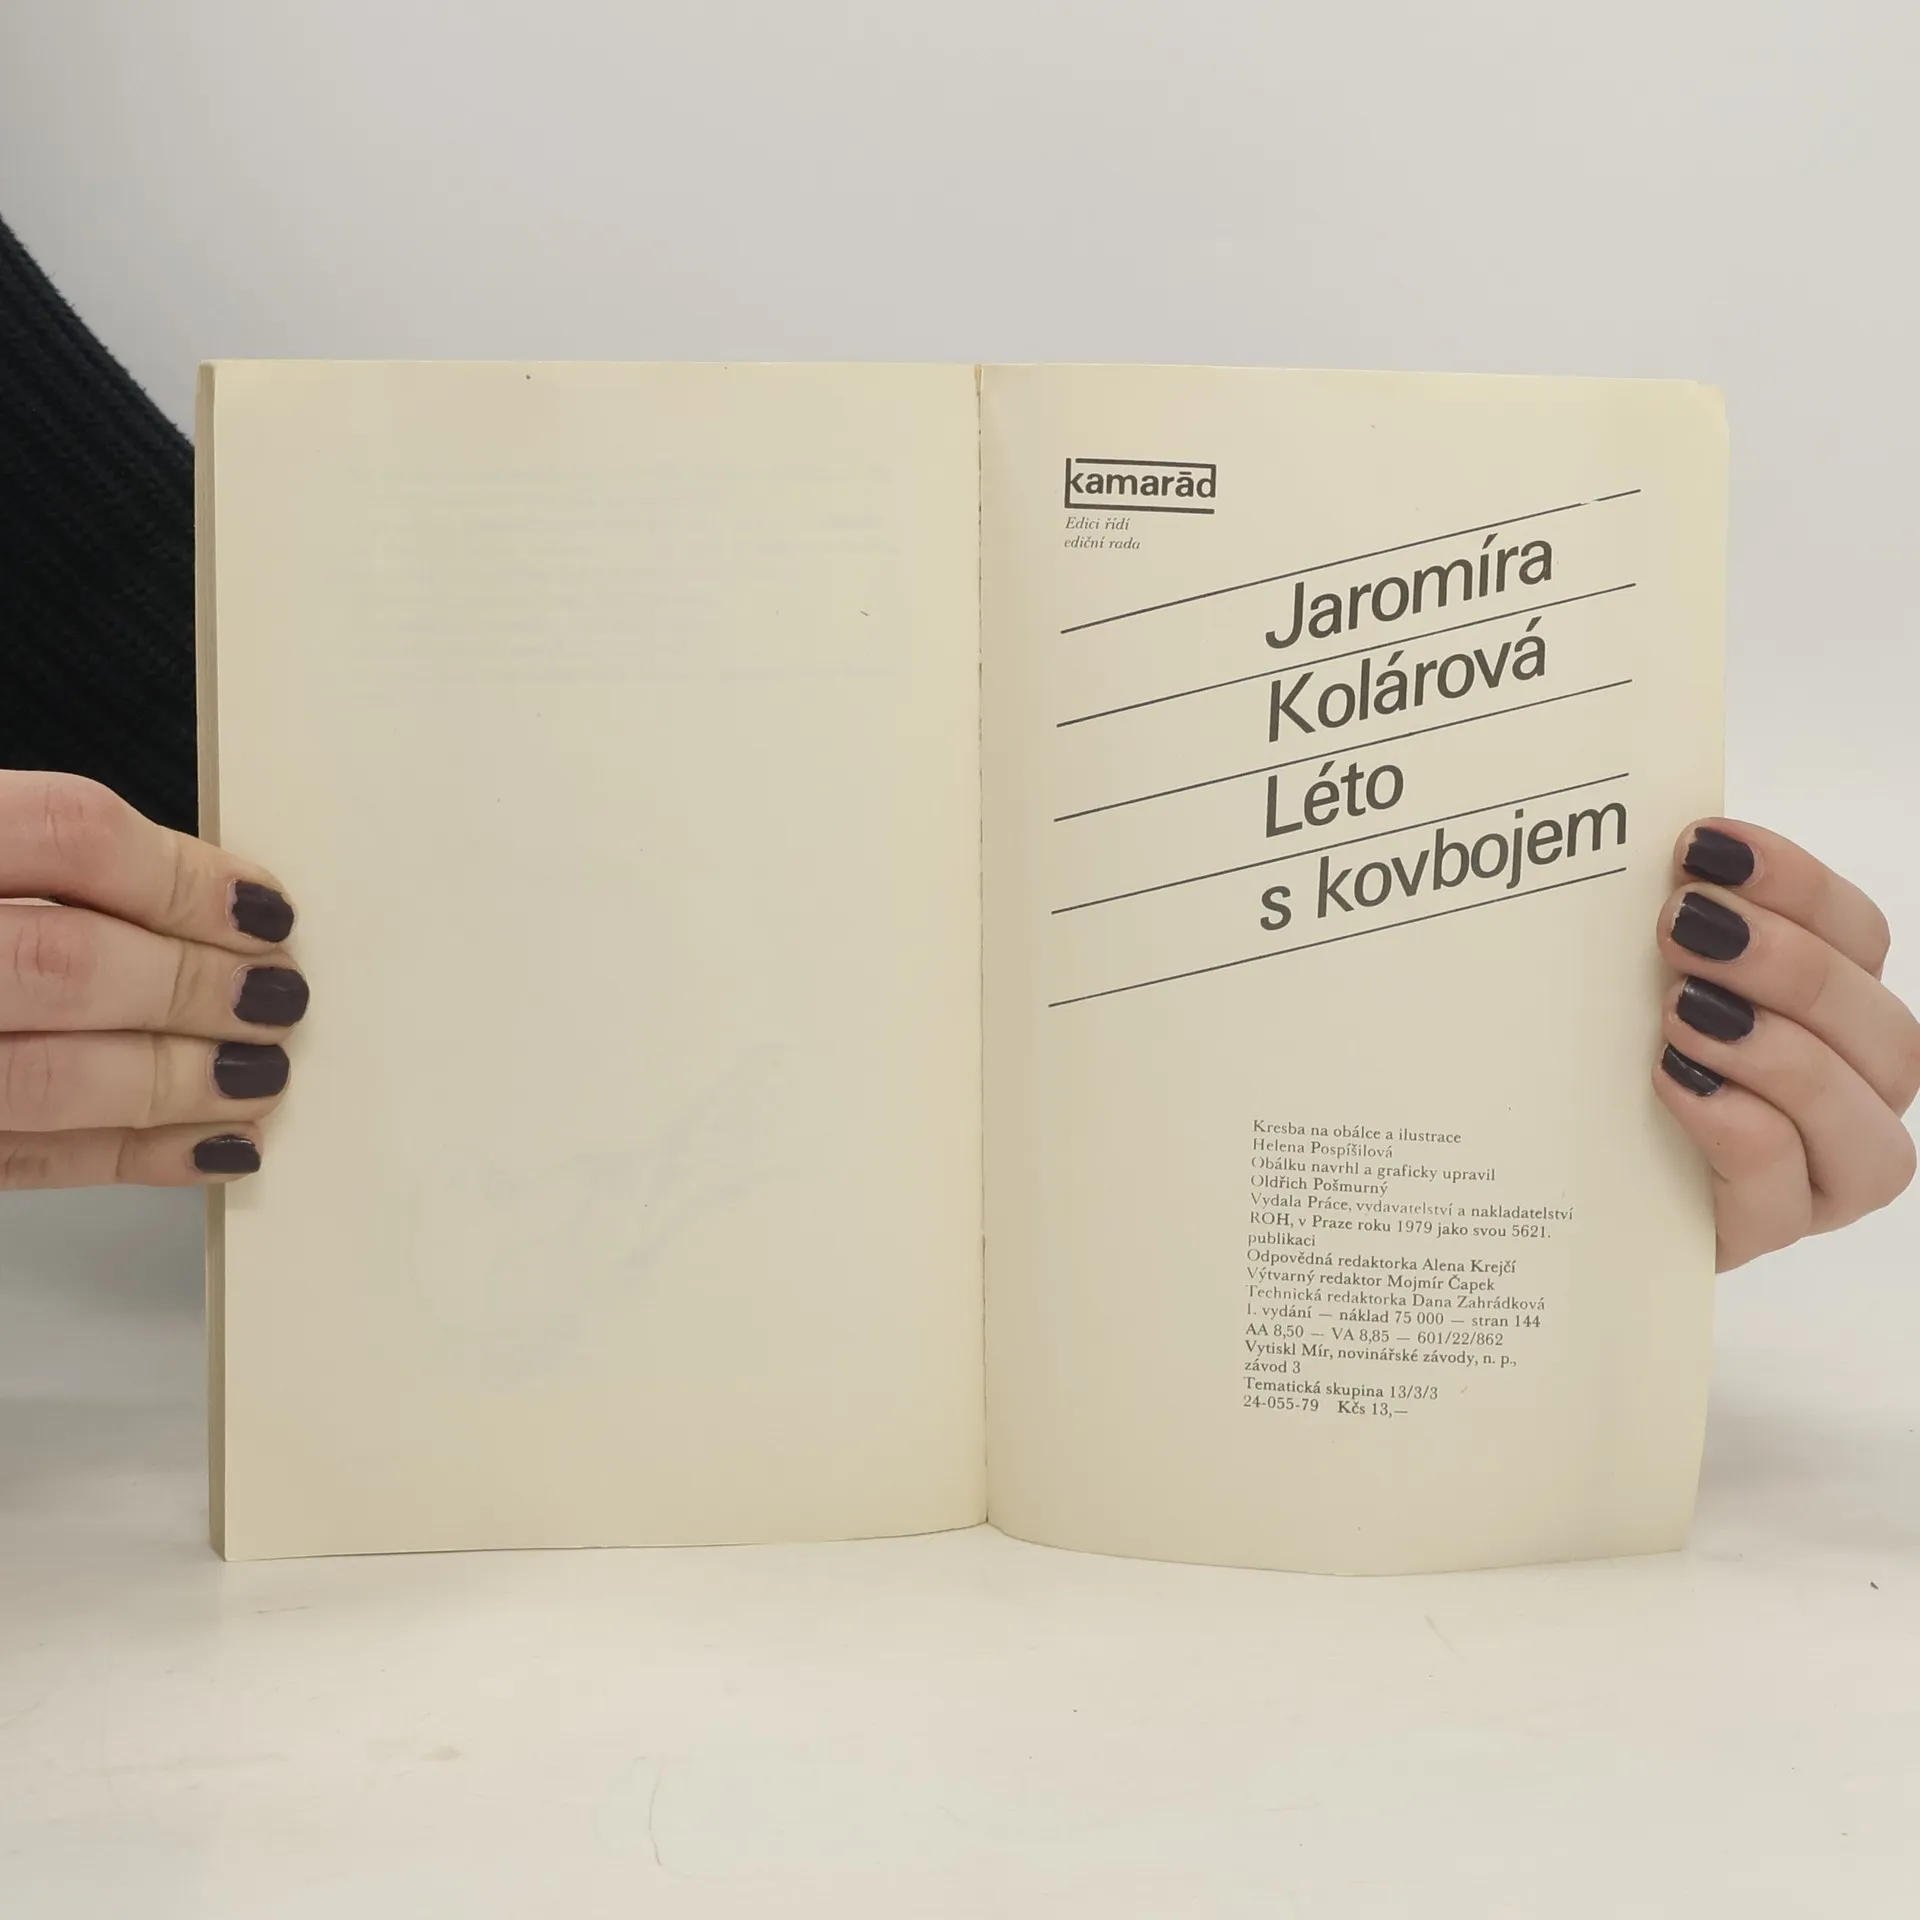 kamarād
Edici řídí
ediční rada
Jaromíra
Kolárová
Léto
s kovbojem
Kresba na obálce a ilustrace
Helena Pospíšilová
Obálku navrhl a graficky upravil
Oldřich Pošmurný
Vydala Práce, vydavatelství a nakladatelství
ROH, v Praze roku 1979 jako svou 5621.
publikaci
Odpovědná redaktorka Alena Krejčí
Výtvarný redaktor Mojmír Čapek
Technická redaktorka Dana Zahrádková
1. vydání — náklad 75 000 — stran 144
AA 8,50 — VA 8,85 — 601/22/862
Vytiskl Mír, novinářské závody, n. p.,
závod 3
Tematická skupina 13/3/3
24-055-79 Kčs 13,—